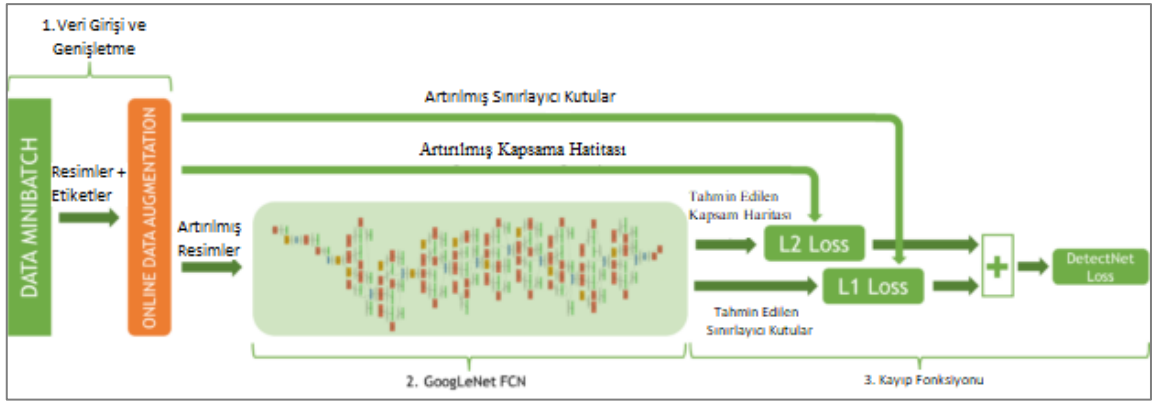 1. Veri Girişi ve
Genişletme
DATA MINIBATCH
Resimler +
Etiketler
ONLINE DATA AUGMENTATION
Artırılmış Sınırlayıcı Kutular
Artırılmış Kapsama Hatitası
Artırılmış
Resimler
Tahmin Edilen
Kapsam Haritası
L2 Loss
L1 Loss
Tahmin Edilen
Sınırlayıcı Kutular
+
DetectNet
Loss
2. GoogLeNet FCN
3. Kayıp Fonksiyonu